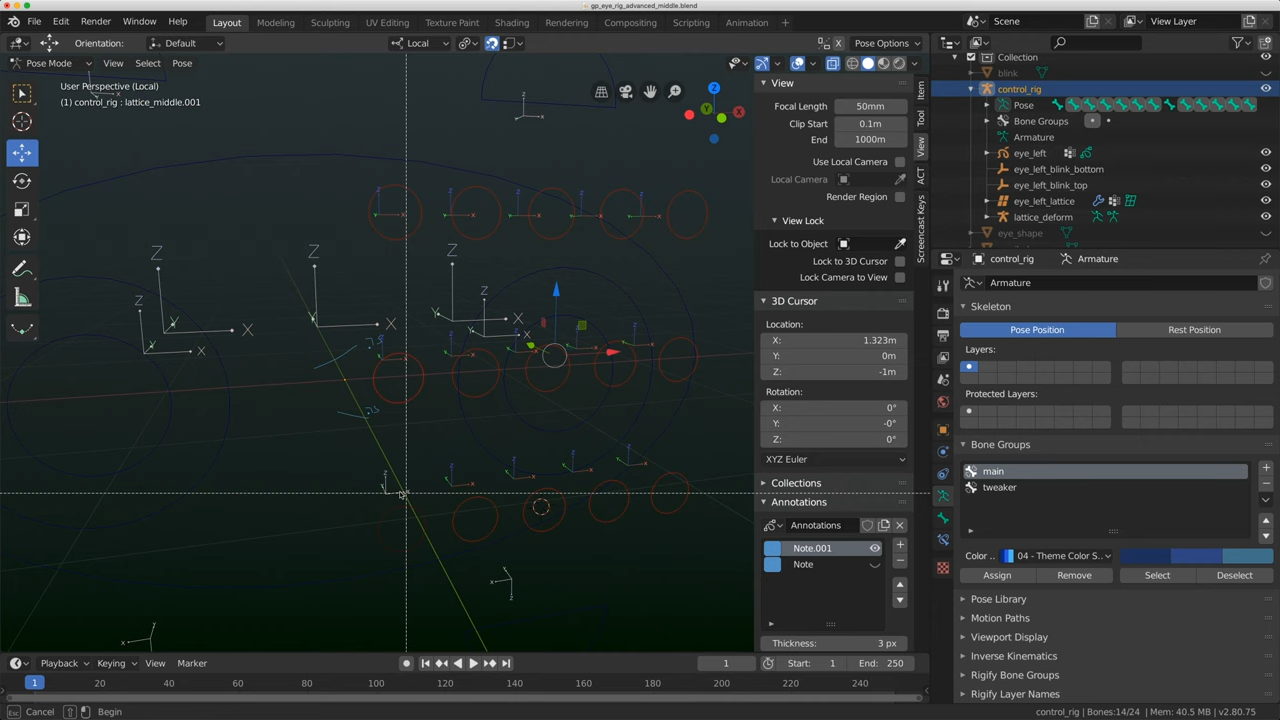 gp_eye_rig_advanced_middle.blend
File Edit Render Window Help Layout Modeling Sculpting UV Editing Texture Paint Shading Rendering Compositing Scripting Animation + Scene View Layer
Orientation: Default Local Pose Options
Pose Mode View Select Pose
User Perspective (Local)
(1) control_rig : lattice_middle.001
Z
Y
X
Z
Z
Z
Z
Z
X
Y
X
X
Y
X
X
View
Focal Length 50mm
Clip Start 0.1m
End 1000m
Use Local Camera
Local Camera
Render Region
View Lock
Lock to Object
Lock to 3D Cursor
Lock Camera to View
3D Cursor
Location:
X: 1.323m
Y: 0m
Z: -1m
Rotation:
X: 0°
Y: -0°
Z: 0°
XYZ Euler
Collections
Annotations
Annotations
Note.001
Note
Thickness: 3 px
Item
Tool
View
ACT
Screencast Keys
Collection
blink
control_rig
Pose
Bone Groups
Armature
eye_left
eye_left_blink_bottom
eye_left_blink_top
eye_left_lattice
lattice_deform
eye_shape
control_rig Armature
Armature
Skeleton
Pose Position Rest Position
Layers:
Protected Layers:
Bone Groups
main
tweaker
Color .. 04 - Theme Color S..
Assign Remove Select Deselect
Pose Library
Motion Paths
Viewport Display
Inverse Kinematics
Rigify Bone Groups
Rigify Layer Names
Playback Keying View Marker 1 Start: 1 End: 250
1 20 40 60 80 100 120 140 160 180 200 220 240
Cancel Begin control_rig | Bones:14/24 | Mem: 40.5 MB | v2.80.75